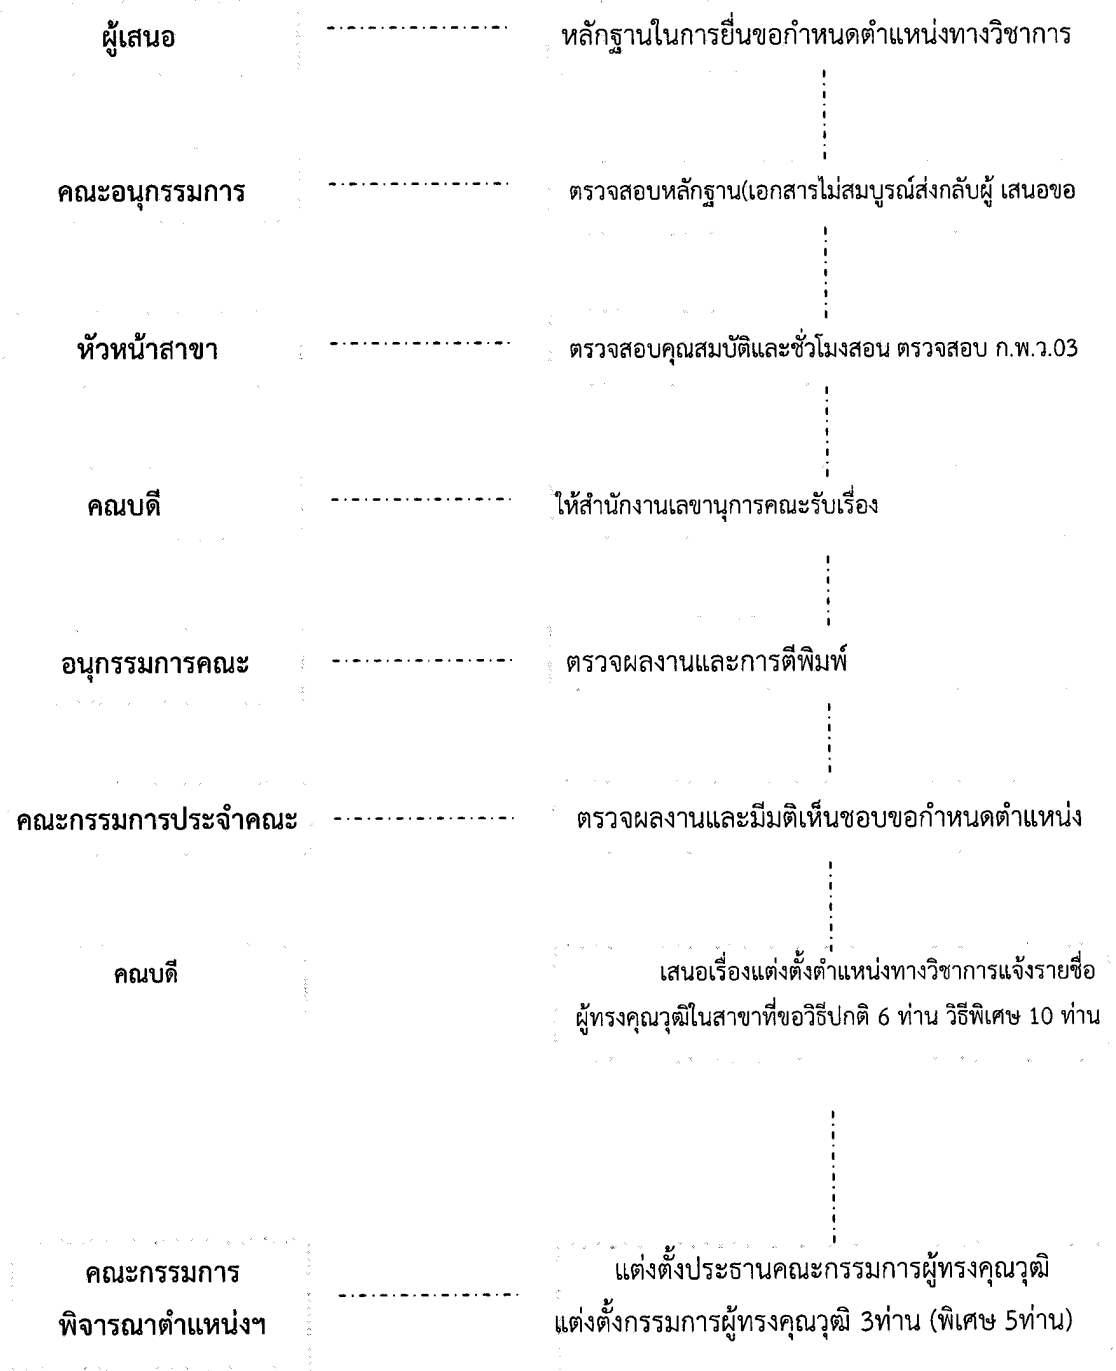 ผู้เสนอ
หลักฐานในการยื่นขอกำหนดตำแหน่งทางวิชาการ
คณะอนุกรรมการ
ตรวจสอบหลักฐาน(เอกสารไม่สมบูรณ์ส่งกลับผู้ เสนอขอ
หัวหน้าสาขา
ตรวจสอบคุณสมบัติและชั่วโมงสอน ตรวจสอบ ก.พ.ว.03
คณบดี
ให้สำนักงานเลขานุการคณะรับเรื่อง
อนุกรรมการคณะ
ตรวจผลงานและการตีพิมพ์
คณะกรรมการประจำคณะ
ตรวจผลงานและมีมติเห็นชอบขอกำหนดตำแหน่ง
คณบดี
เสนอเรื่องแต่งตั้งตำแหน่งทางวิชาการแจ้งรายชื่อ
ผู้ทรงคุณวุฒิในสาขาที่ขอวิธีปกติ 6 ท่าน วิธีพิเศษ 10 ท่าน
คณะกรรมการ
พิจารณาตำแหน่งฯ
แต่งตั้งประธานคณะกรรมการผู้ทรงคุณวุฒิ
แต่งตั้งกรรมการผู้ทรงคุณวุฒิ 3ท่าน (พิเศษ 5ท่าน)